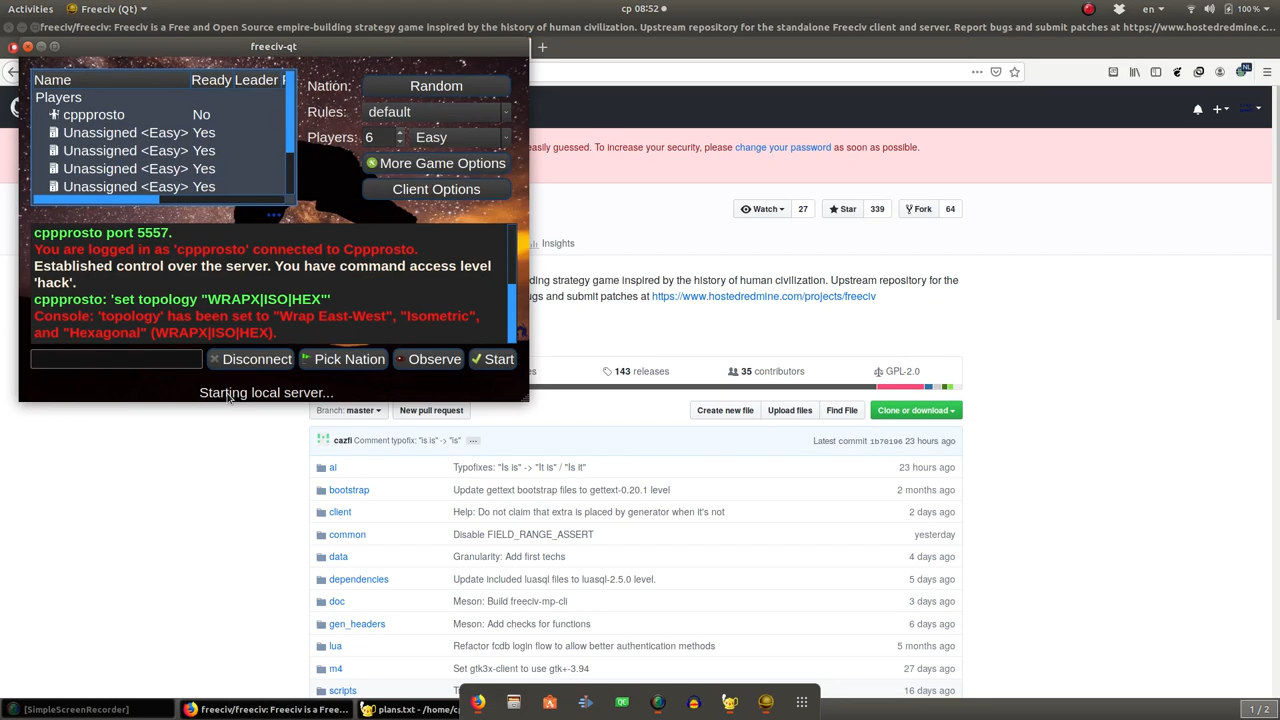 Activities
Freeciv (Qt)
ср 08:52
en
100 %
freeciv/freeciv: Freeciv is a Free and Open Source empire-building strategy game inspired by the history of human civilization. Upstream repository for the standalone Freeciv client and server. Report bugs and submit patches at https://www.hostedredmine.c…
freeciv-qt
Name Ready Leader
Players
cppprosto No
Unassigned <Easy> Yes
Unassigned <Easy> Yes
Unassigned <Easy> Yes
Unassigned <Easy> Yes
Nation: Random
Rules: default
Players: 6 Easy
More Game Options
Client Options
cppprosto port 5557.
You are logged in as 'cppprosto' connected to Cppprosto.
Established control over the server. You have command access level
'hack'.
cppprosto: 'set topology "WRAPX|ISO|HEX"'
Console: 'topology' has been set to "Wrap East-West", "Isometric",
and "Hexagonal" (WRAPX|ISO|HEX).
Disconnect Pick Nation Observe Start
Starting local server...
easily guessed. To increase your security, please change your password as soon as possible.
Watch 27 Star 339 Fork 64
Insights
ding strategy game inspired by the history of human civilization. Upstream repository for the
ugs and submit patches at https://www.hostedredmine.com/projects/freeciv
143 releases 35 contributors GPL-2.0
Branch: master New pull request Create new file Upload files Find File Clone or download
cazfi Comment typofix: "Is is" -> "is" Latest commit 1b70196 23 hours ago
ai Typofixes: "Is is" -> "It is" / "Is it" 23 hours ago
bootstrap Update gettext bootstrap files to gettext-0.20.1 level 2 months ago
client Help: Do not claim that extra is placed by generator when it's not 2 days ago
common Disable FIELD_RANGE_ASSERT yesterday
data Granularity: Add first techs 4 days ago
dependencies Update included luasql files to luasql-2.5.0 level. 5 days ago
doc Meson: Build freeciv-mp-cli 3 days ago
gen_headers Meson: Add checks for functions 6 days ago
lua Refactor fcdb login flow to allow better authentication methods 5 months ago
m4 Set gtk3x-client to use gtk+-3.94 27 days ago
scripts 16 days ago
[SimpleScreenRecorder] freeciv/freeciv: Freeciv is a Free... plans.txt - /home/cp
1 / 2